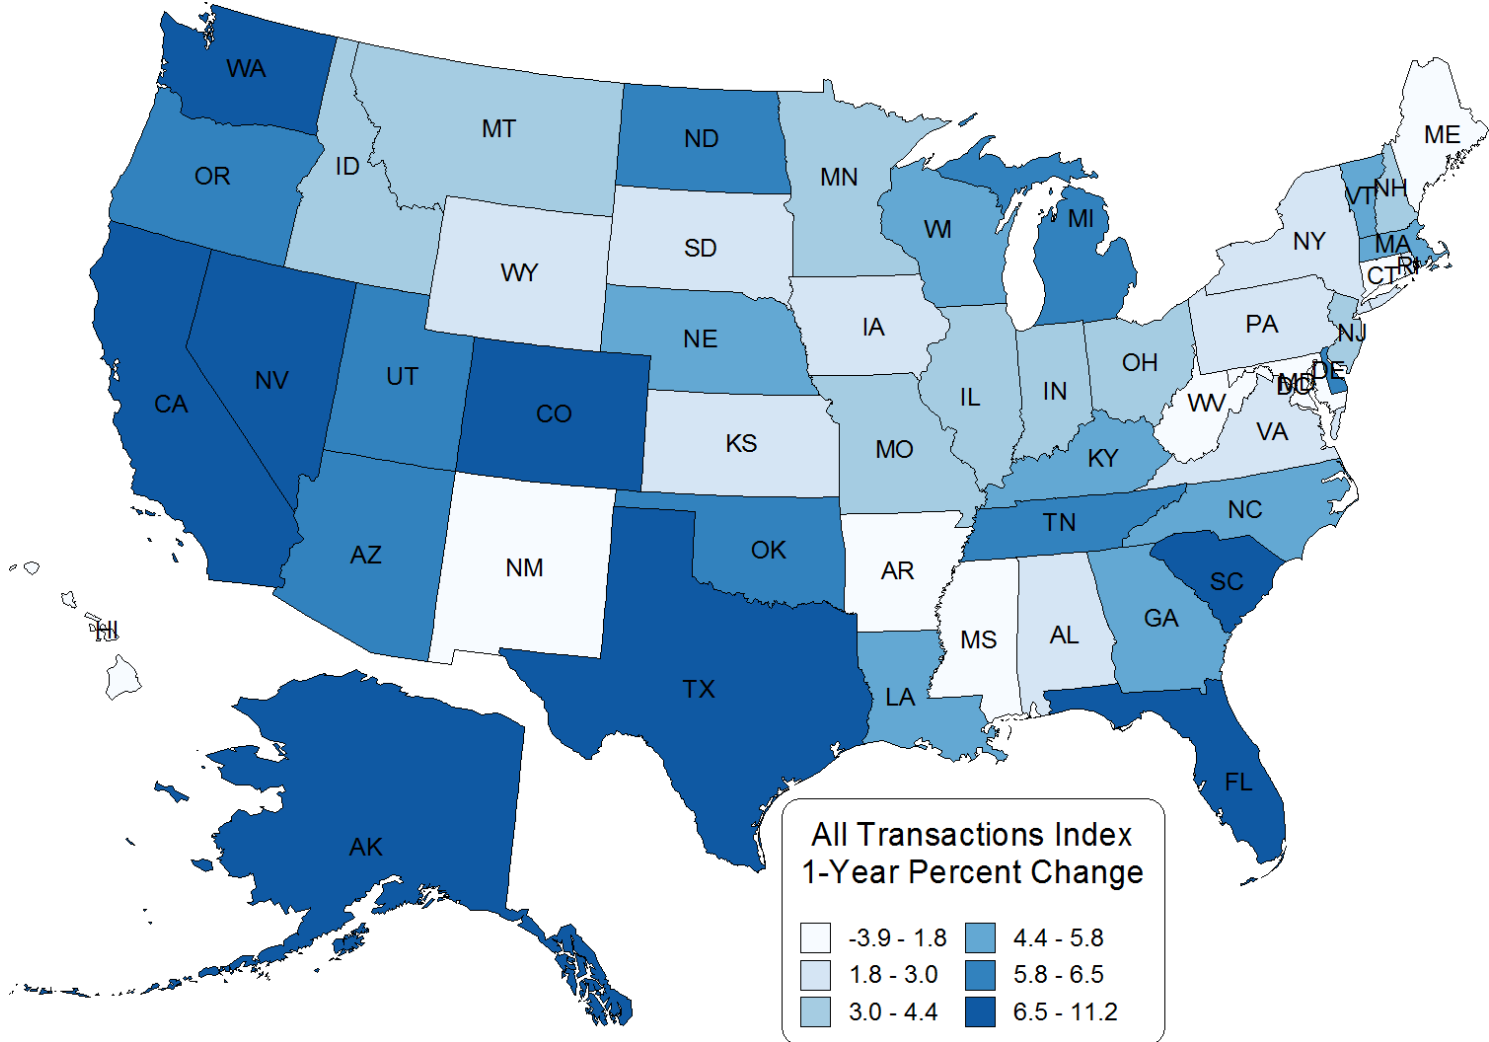 WA
MT
ND
ME
OR
ID
MN
VT
NH
WI
MI
SD
NY
MA
WY
CT
RI
IA
PA
NE
NJ
OH
UT
NV
DE
MD
DC
IN
IL
CA
CO
WV
VA
KS
MO
KY
NC
TN
AZ
OK
NM
AR
SC
GA
HI
MS
AL
TX
LA
FL
AK
All Transactions Index
1-Year Percent Change
-3.9 - 1.8
4.4 - 5.8
1.8 - 3.0
5.8 - 6.5
3.0 - 4.4
6.5 - 11.2